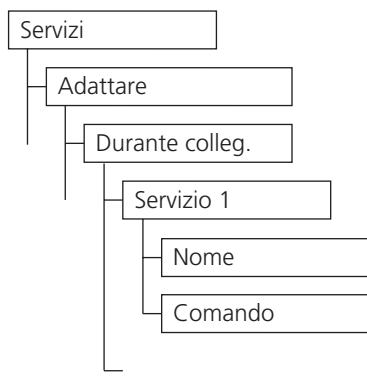 Servizi
Adattare
Durante colleg.
Servizio 1
Nome
Comando